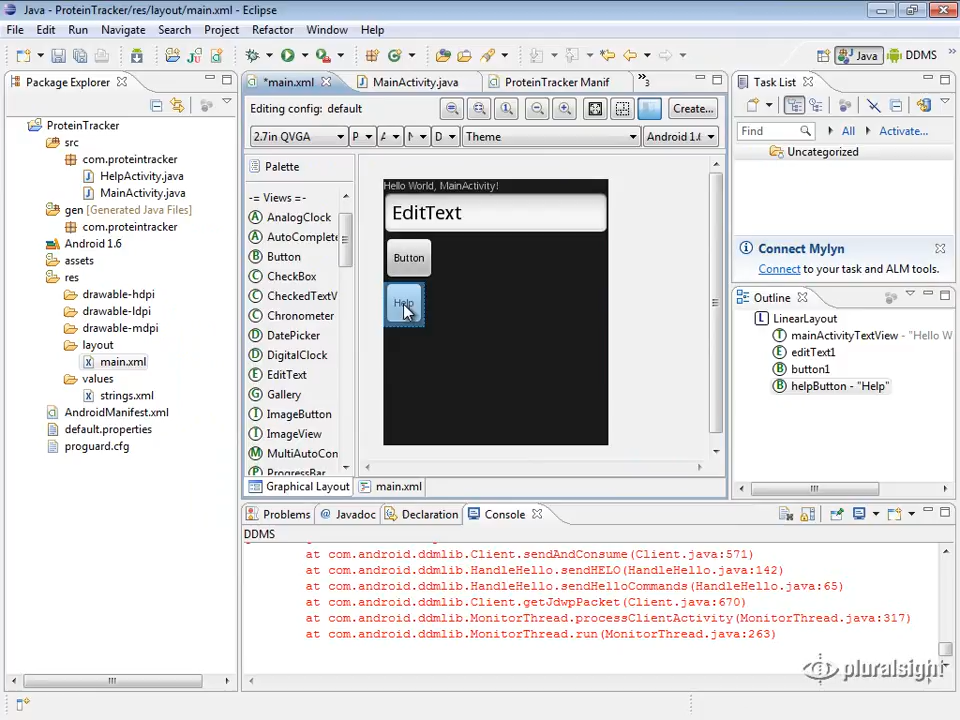 Java - ProteinTracker/res/layout/main.xml - Eclipse
File Edit Run Navigate Search Project Refactor Window Help
Java DDMS
Package Explorer
*main.xml MainActivity.java ProteinTracker Manif »3
Task List
Editing config: default
Create...
2.7in QVGA P A N D Theme Android 1.
Find All Activate...
Uncategorized
ProteinTracker
src
com.proteintracker
HelpActivity.java
MainActivity.java
gen [Generated Java Files]
com.proteintracker
Android 1.6
assets
res
drawable-hdpi
drawable-ldpi
drawable-mdpi
layout
main.xml
values
strings.xml
AndroidManifest.xml
default.properties
proguard.cfg
Palette
-= Views =-
AnalogClock
AutoComplete
Button
CheckBox
CheckedTextV
Chronometer
DatePicker
DigitalClock
EditText
Gallery
ImageButton
ImageView
MultiAutoCon
ProgressBar
Hello World, MainActivity!
EditText
Button
Help
Graphical Layout main.xml
Connect Mylyn
Connect to your task and ALM tools.
Outline
LinearLayout
mainActivityTextView - "Hello W
editText1
button1
helpButton - "Help"
Problems Javadoc Declaration Console
DDMS
at com.android.ddmlib.Client.sendAndConsume(Client.java:571)
at com.android.ddmlib.HandleHello.sendHELO(HandleHello.java:142)
at com.android.ddmlib.HandleHello.sendHelloCommands(HandleHello.java:65)
at com.android.ddmlib.Client.getJdwpPacket(Client.java:670)
at com.android.ddmlib.MonitorThread.processClientActivity(MonitorThread.java:317)
at com.android.ddmlib.MonitorThread.run(MonitorThread.java:263)
pluralsight